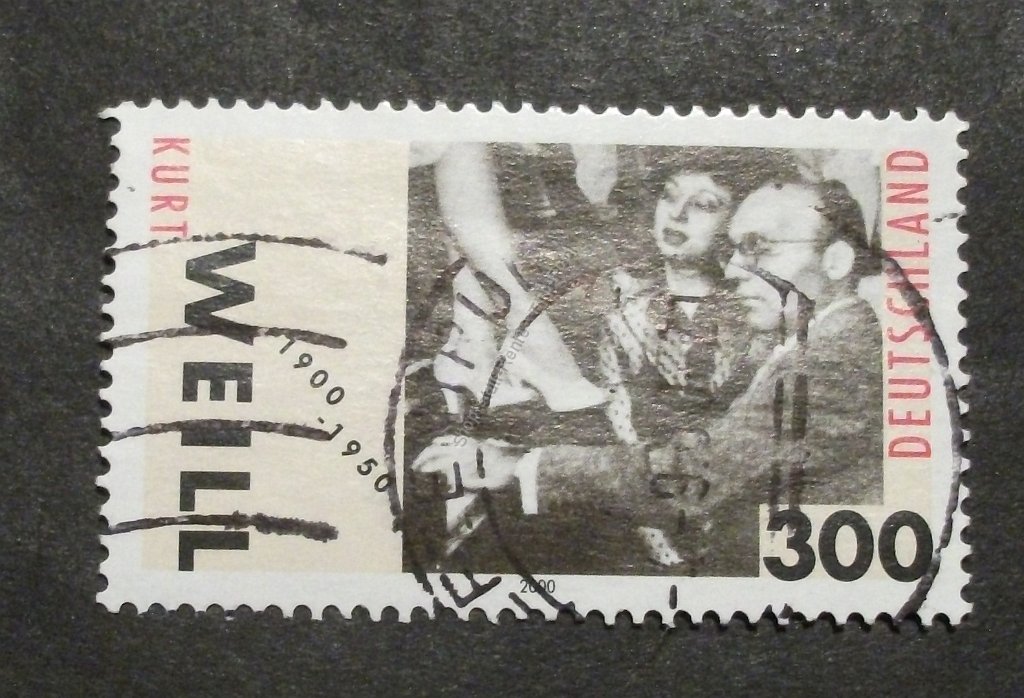 KURT
WEILL
1900
-1950
DEUTSCHLAND
300
2000